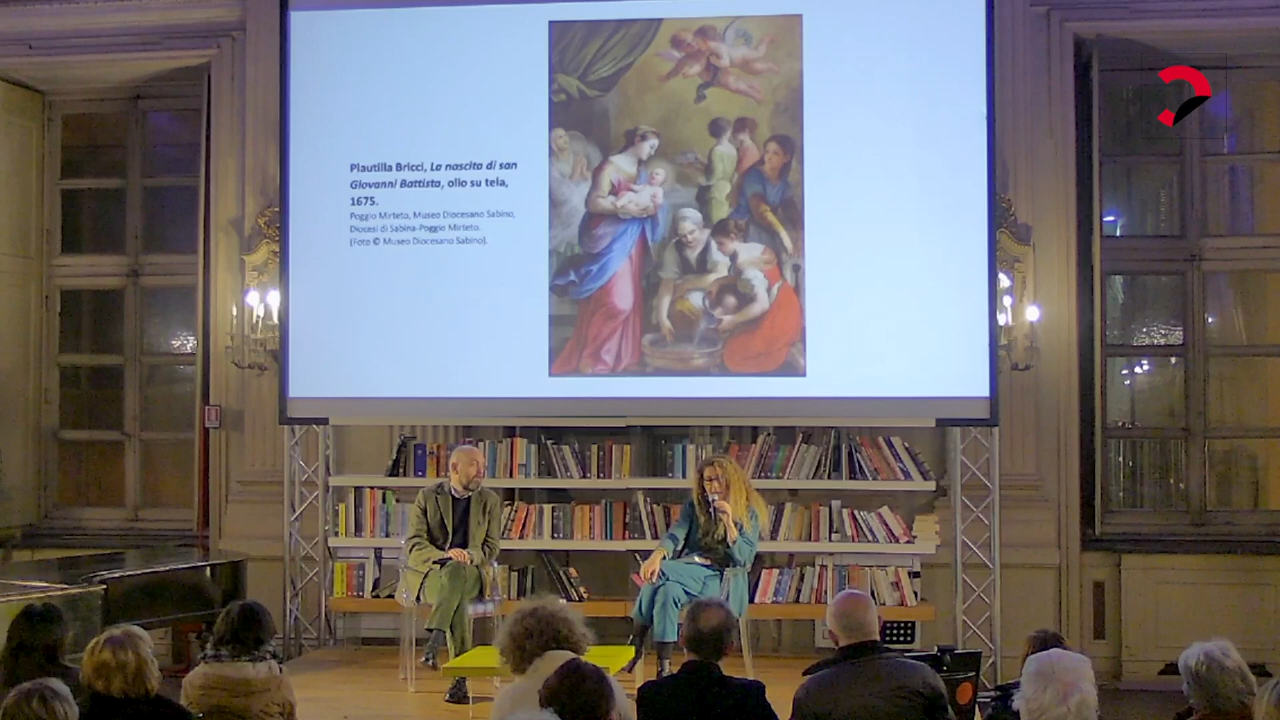 Plautilla Bricci, La nascita di san
Giovanni Battista, olio su tela,
1675.
Poggio Mirteto, Museo Diocesano Sabino,
Diocesi di Sabina-Poggio Mirteto.
(Foto © Museo Diocesano Sabino).